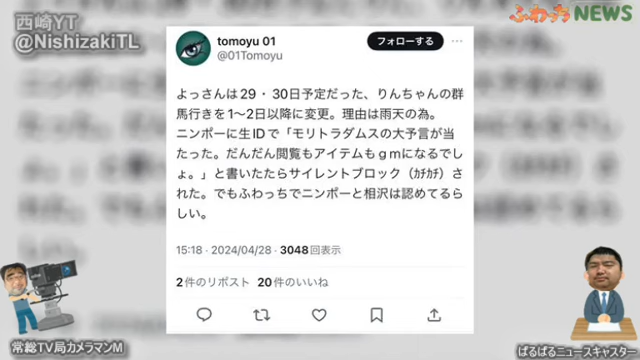 西崎YT
@NishizakiTL
ふわっちNEWS
tomoyu 01
@01Tomoyu
フォローする
よっさんは29・30日予定だった、りんちゃんの群
馬行きを1〜2日以降に変更。理由は雨天の為。
ニンポーに生IDで「モリトラダムスの大予言が当
たった。だんだん閲覧もアイテムもgmになるでし
ょ。」と書いたたらサイレントブロック（ｶﾁｶﾁ）さ
れた。でもふわっちでニンポーと相沢は認めてるら
しい。
15:18・2024/04/28・3048回表示
2件のリポスト 20件のいいね
常総TV局カメラマンM
ぱるぱるニュースキャスター